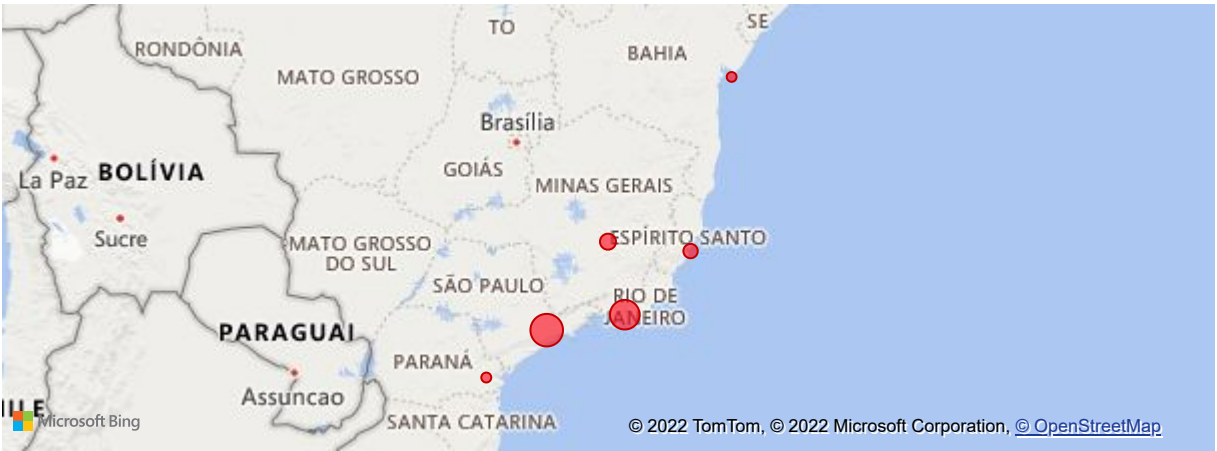 SE
TO
RONDÔNIA
BAHIA
MATO GROSSO
Brasília
GOIÁS
La Paz
BOLÍVIA
MINAS GERAIS
Sucre
MATO GROSSO
DO SUL
ESPÍRITO SANTO
SÃO PAULO
RIO DE
JANEIRO
PARAGUAI
PARANÁ
Assuncao
Microsoft Bing
SANTA CATARINA
© 2022 TomTom, © 2022 Microsoft Corporation, © OpenStreetMap